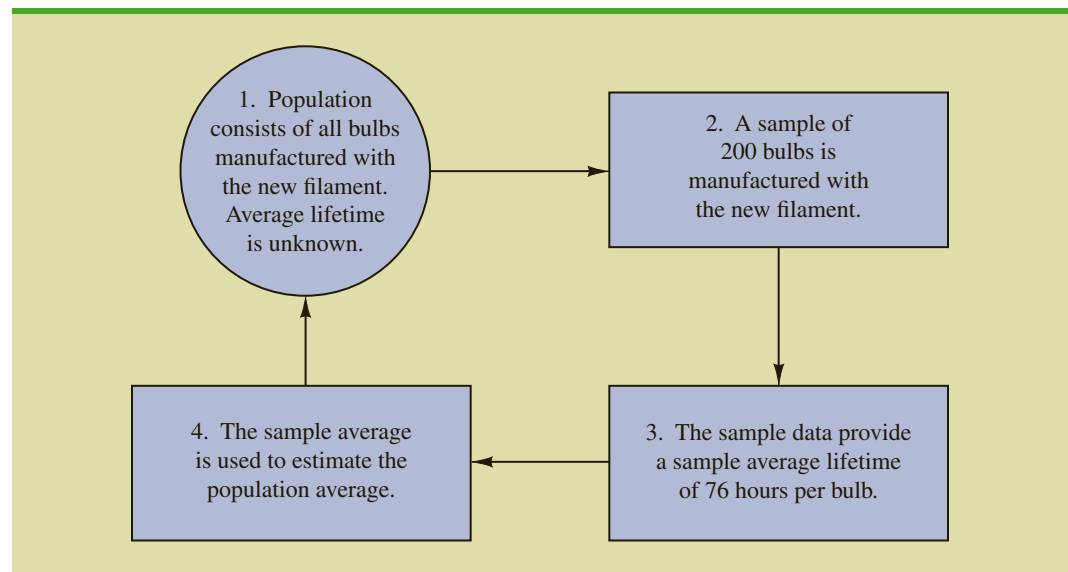 1. Population
consists of all bulbs
manufactured with
the new filament.
Average lifetime
is unknown.
2. A sample of
200 bulbs is
manufactured with
the new filament.
3. The sample data provide
a sample average lifetime
of 76 hours per bulb.
4. The sample average
is used to estimate the
population average.